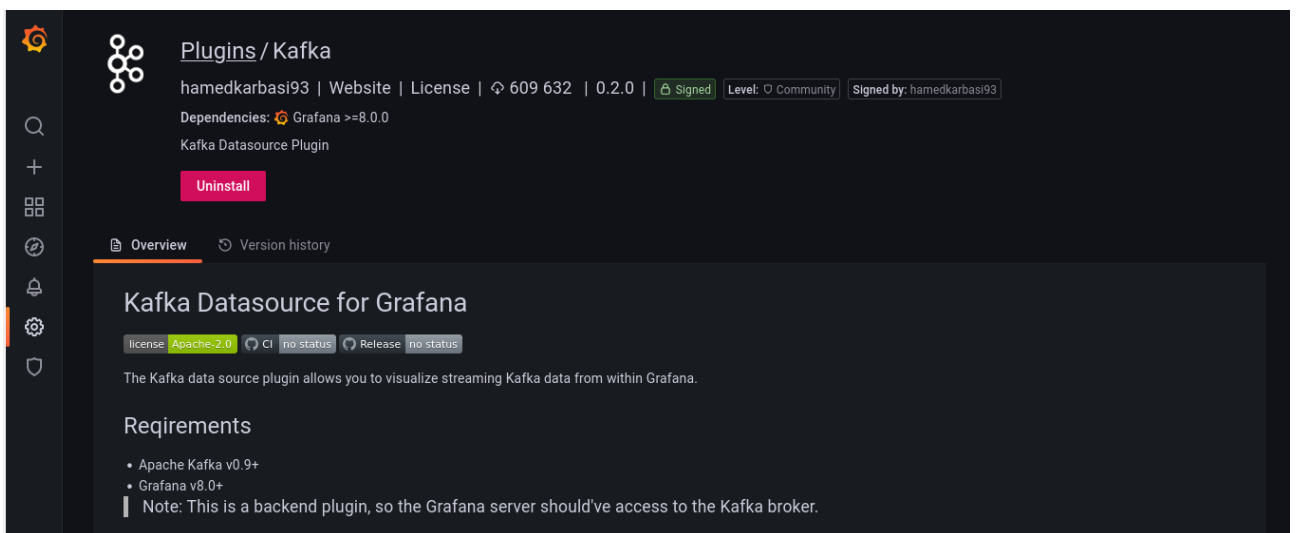 Plugins / Kafka
hamedkarbasi93 | Website | License | 609 632 | 0.2.0 | Signed Level: Community Signed by: hamedkarbasi93
Dependencies: Grafana >=8.0.0
Kafka Datasource Plugin
Uninstall
Overview Version history
Kafka Datasource for Grafana
license Apache-2.0 CI no status Release no status
The Kafka data source plugin allows you to visualize streaming Kafka data from within Grafana.
Reqirements
• Apache Kafka v0.9+
• Grafana v8.0+
Note: This is a backend plugin, so the Grafana server should've access to the Kafka broker.